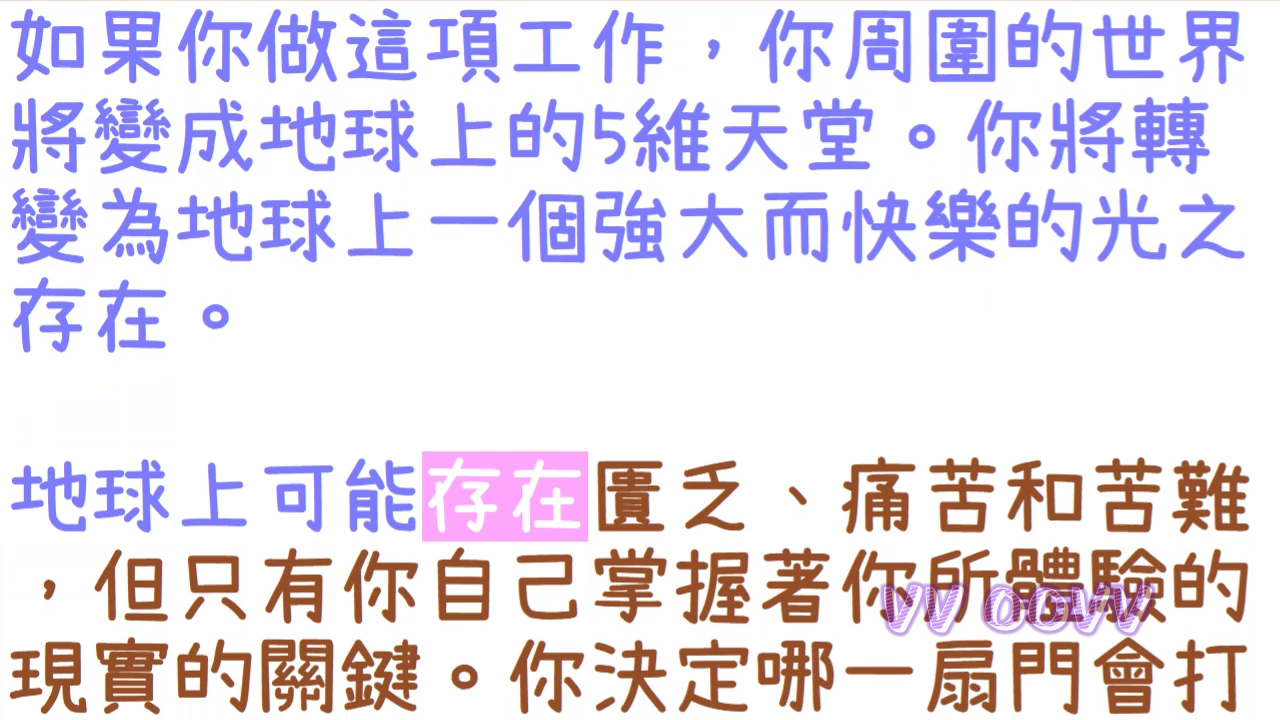 如果你做這項工作，你周圍的世界
將變成地球上的5維天堂。你將轉
變為地球上一個強大而快樂的光之
存在。
地球上可能存在匱乏、痛苦和苦難
，但只有你自己掌握著你所體驗的
現實的關鍵。你決定哪一扇門會打
vv oovv